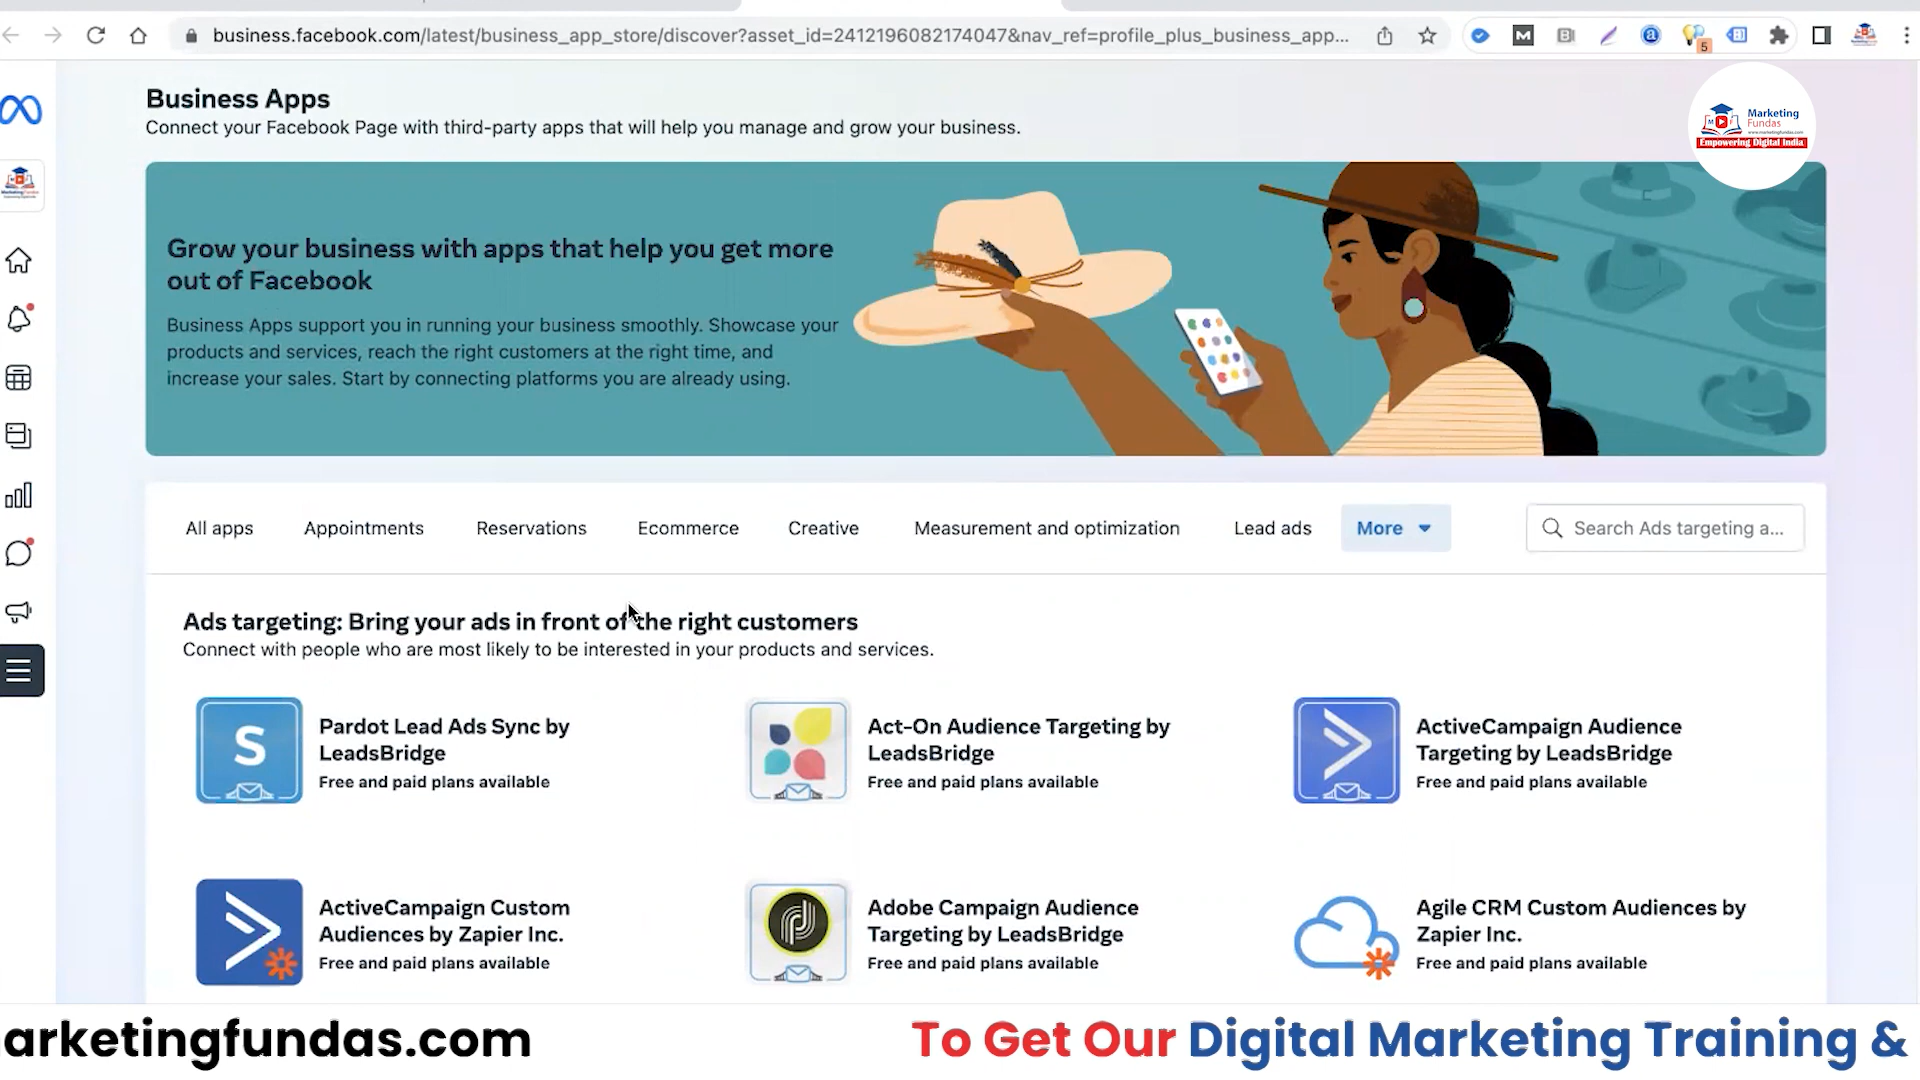 business.facebook.com/latest/business_app_store/discover?asset_id=2412196082174047&nav_ref=profile_plus_business_app...
M
a
5
Business Apps
Connect your Facebook Page with third-party apps that will help you manage and grow your business.
Marketing
Fundas
www.marketingfundas.com
Empowering Digital India
Grow your business with apps that help you get more
out of Facebook
Business Apps support you in running your business smoothly. Showcase your
products and services, reach the right customers at the right time, and
increase your sales. Start by connecting platforms you are already using.
All apps Appointments Reservations Ecommerce Creative Measurement and optimization Lead ads More Search Ads targeting a...
Ads targeting: Bring your ads in front of the right customers
Connect with people who are most likely to be interested in your products and services.
S
Pardot Lead Ads Sync by
LeadsBridge
Free and paid plans available
Act-On Audience Targeting by
LeadsBridge
Free and paid plans available
ActiveCampaign Audience
Targeting by LeadsBridge
Free and paid plans available
ActiveCampaign Custom
Audiences by Zapier Inc.
Free and paid plans available
Adobe Campaign Audience
Targeting by LeadsBridge
Free and paid plans available
Agile CRM Custom Audiences by
Zapier Inc.
Free and paid plans available
arketingfundas.com To Get Our Digital Marketing Training &